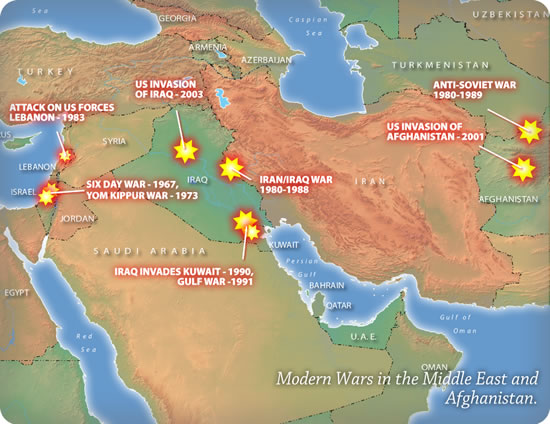 Black
Sea
GEORGIA
Caspian
Sea
UZBEKISTAN
ARMENIA
AZERBAIJAN
TURKEY
TURKMENISTAN
US INVASION
OF IRAQ - 2003
ANTI-SOVIET WAR
1980-1989
ATTACK ON US FORCES
LEBANON - 1983
US INVASION OF
AFGHANISTAN - 2001
SYRIA
LEBANON
IRAQ
IRAN/IRAQ WAR
1980-1988
IRAN
AFGHANISTAN
ISRAEL
SIX DAY WAR - 1967,
YOM KIPPUR WAR - 1973
JORDAN
SAUDI ARABIA
KUWAIT
IRAQ INVADES KUWAIT - 1990,
GULF WAR -1991
Persian
Gulf
BAHRAIN
QATAR
EGYPT
Red
Sea
U.A.E.
Gulf of
Oman
OMAN
Modern Wars in the Middle East and
Afghanistan.